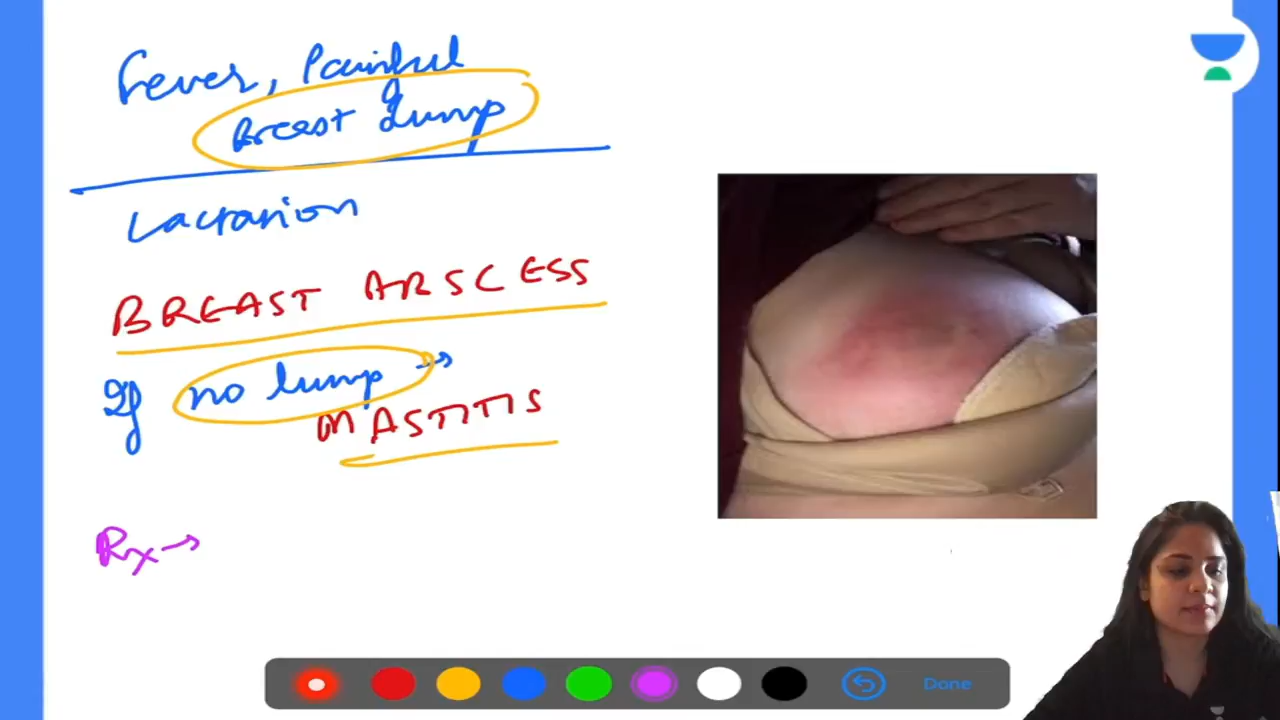 Fever, Painful
Breast Lump
Lactation
BREAST ABSCESS
If no lump →
MASTITIS
Rx →
Done